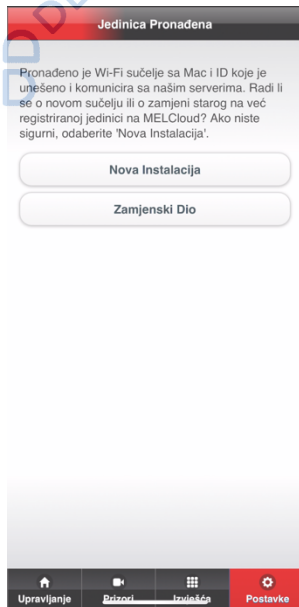 Jedinica Pronađena
Pronađeno je Wi-Fi sučelje sa Mac i ID koje je
unešeno i komunicira sa našim serverima. Radi li
se o novom sučelju ili o zamjeni starog na već
registriranoj jedinici na MELCloud? Ako niste
sigurni, odaberite 'Nova Instalacija'.
Nova Instalacija
Zamjenski Dio
Upravljanje Prizori Izvješća Postavke